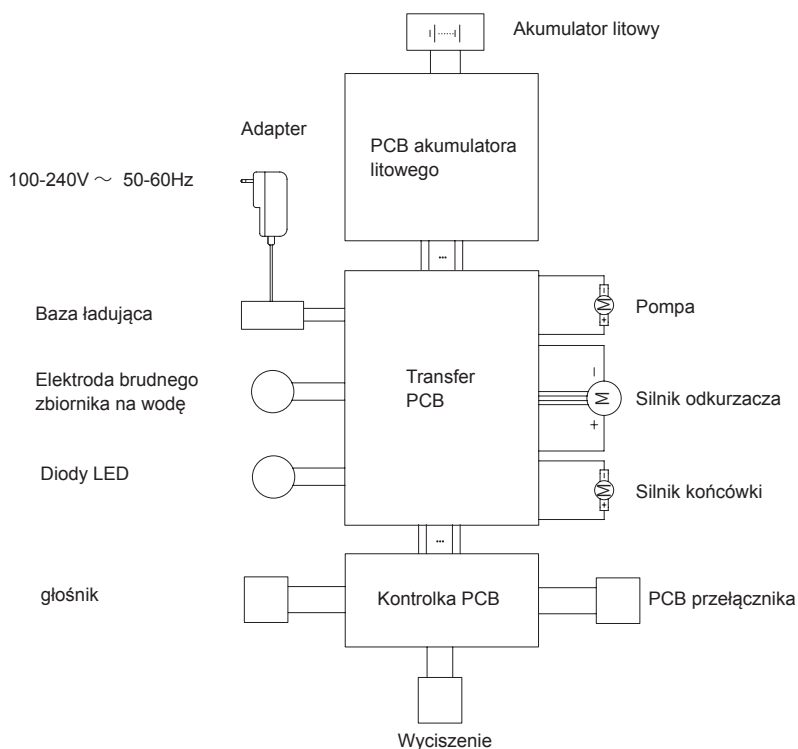 Akumulator litowy
PCB akumulatora
litowego
Adapter
100-240V ～ 50-60Hz
...
Baza ładująca
Pompa
M
Elektroda brudnego
zbiornika na wodę
Transfer
PCB
M
Silnik odkurzacza
Diody LED
M
Silnik końcówki
...
głośnik
Kontrolka PCB
PCB przełącznika
Wyciszenie